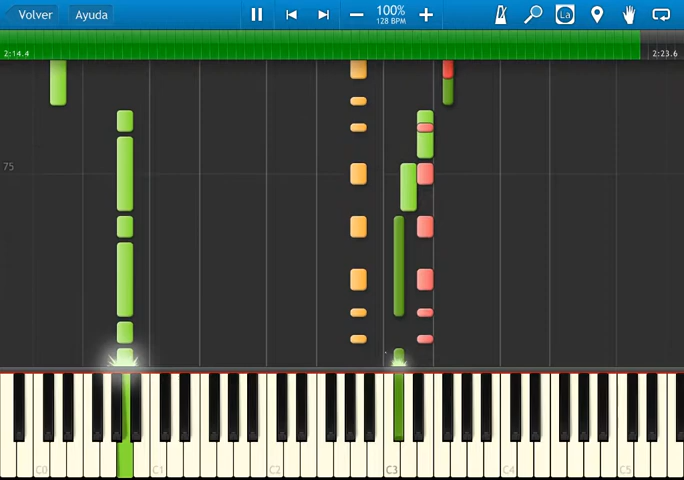 Volver Ayuda 100% La
128 BPM
2:14.4 2:23.6
75
C0 C1 C2 C3 C4 C5